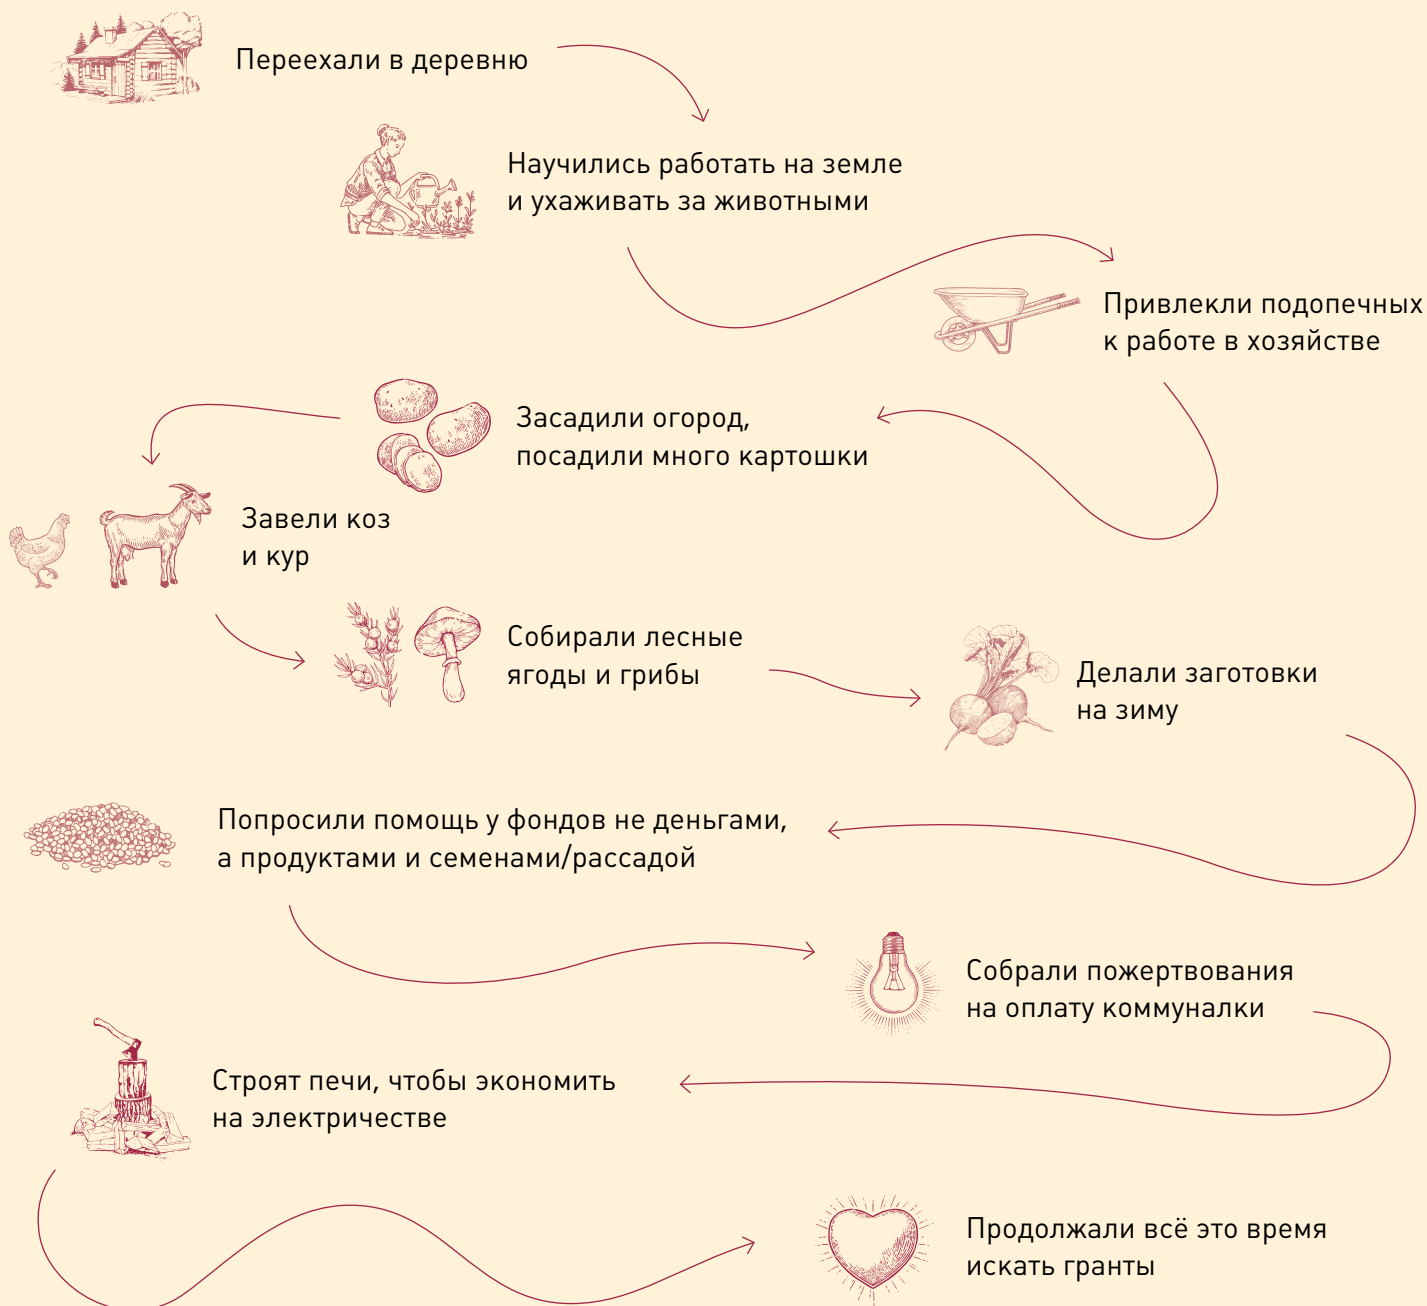 Переехали в деревню
Научились работать на земле
и ухаживать за животными
Привлекли подопечных
к работе в хозяйстве
Засадили огород,
посадили много картошки
Завели коз
и кур
Собирали лесные
ягоды и грибы
Делали заготовки
на зиму
Попросили помощь у фондов не деньгами,
а продуктами и семенами/рассадой
Собрали пожертвования
на оплату коммуналки
Строят печи, чтобы экономить
на электричестве
Продолжали всё это время
искать гранты